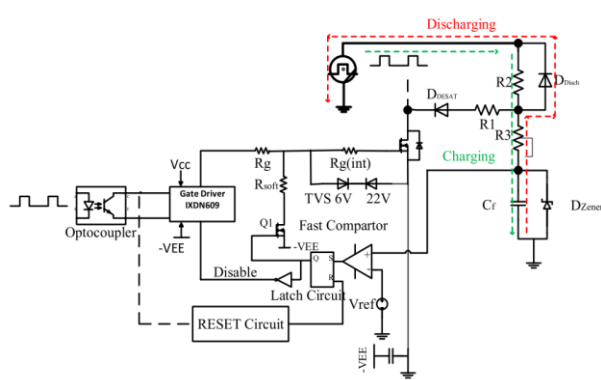 Discharging
R2
DDisch
DDESAT
R1
R3
Charging
Vcc
Rg
Rg(int)
Gate Driver
IXDN609
Rsoft
TVS 6V 22V
Cf
DZener
Optocoupler
-VEE
Q1
Fast Compartor
-VEE
Disable
Q S
R
+
-
Latch Circuit
Vref
RESET Circuit
-VEE